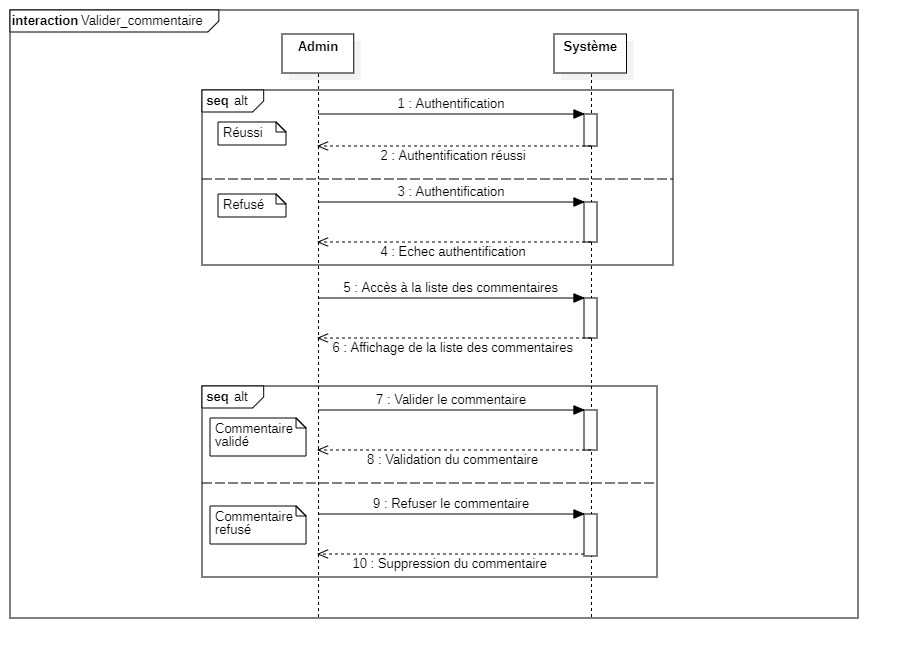 interaction Valider_commentaire
Admin
Système
seq alt
1 : Authentification
Réussi
2 : Authentification réussi
3 : Authentification
Refusé
4 : Echec authentification
5 : Accès à la liste des commentaires
6 : Affichage de la liste des commentaires
seq alt
7 : Valider le commentaire
Commentaire
validé
8 : Validation du commentaire
9 : Refuser le commentaire
Commentaire
refusé
10 : Suppression du commentaire